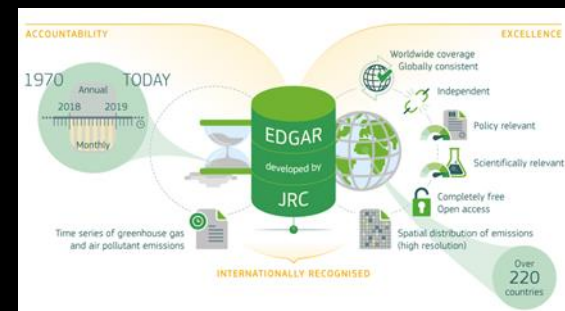 ACCOUNTABILITY
EXCELLENCE
1970
TODAY
Annual
2018
2019
Monthly
EDGAR
developed by
JRC
Worldwide coverage
Globally consistent
Independent
Policy relevant
Scientifically relevant
Completely free
Open access
Time series of greenhouse gas
and air pollutant emissions
Spatial distribution of emissions
(high resolution)
INTERNATIONALLY RECOGNISED
Over
220
countries